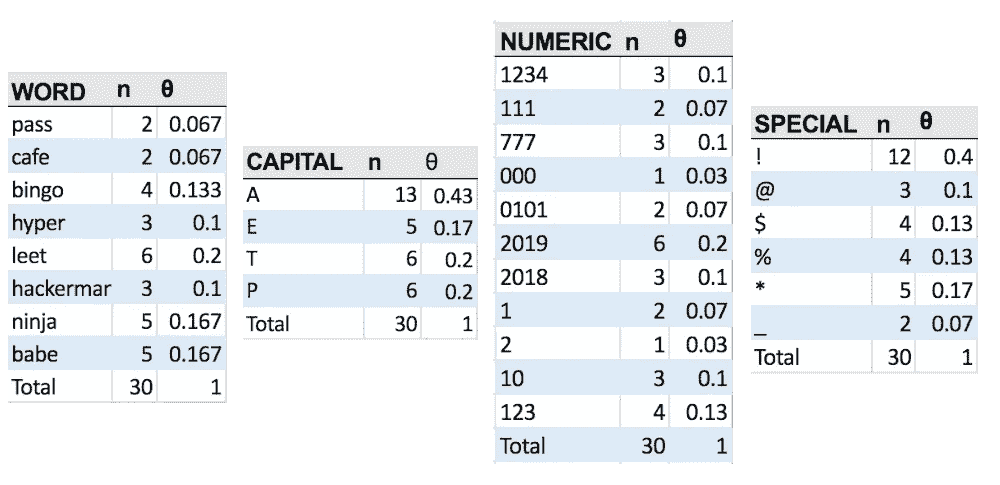 WORD n θ
pass 2 0.067
cafe 2 0.067
bingo 4 0.133
hyper 3 0.1
leet 6 0.2
hackermar 3 0.1
ninja 5 0.167
babe 5 0.167
Total 30 1
CAPITAL n θ
A 13 0.43
E 5 0.17
T 6 0.2
P 6 0.2
Total 30 1
NUMERIC n θ
1234 3 0.1
111 2 0.07
777 3 0.1
000 1 0.03
0101 2 0.07
2019 6 0.2
2018 3 0.1
1 2 0.07
2 1 0.03
10 3 0.1
123 4 0.13
Total 30 1
SPECIAL n θ
! 12 0.4
@ 3 0.1
$ 4 0.13
% 4 0.13
* 5 0.17
_ 2 0.07
Total 30 1